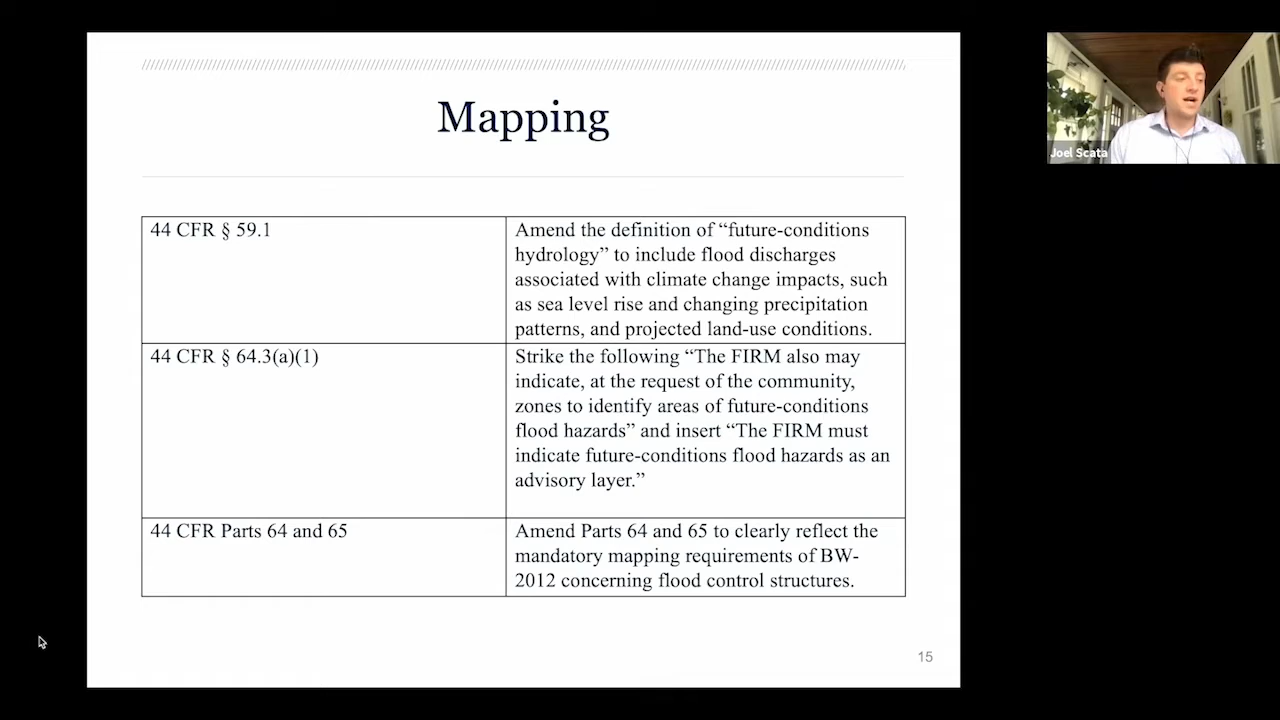 Mapping
44 CFR § 59.1
Amend the definition of “future-conditions
hydrology” to include flood discharges
associated with climate change impacts, such
as sea level rise and changing precipitation
patterns, and projected land-use conditions.
44 CFR § 64.3(a)(1)
Strike the following “The FIRM also may
indicate, at the request of the community,
zones to identify areas of future-conditions
flood hazards” and insert “The FIRM must
indicate future-conditions flood hazards as an
advisory layer.”
44 CFR Parts 64 and 65
Amend Parts 64 and 65 to clearly reflect the
mandatory mapping requirements of BW-
2012 concerning flood control structures.
15
Joel Scata